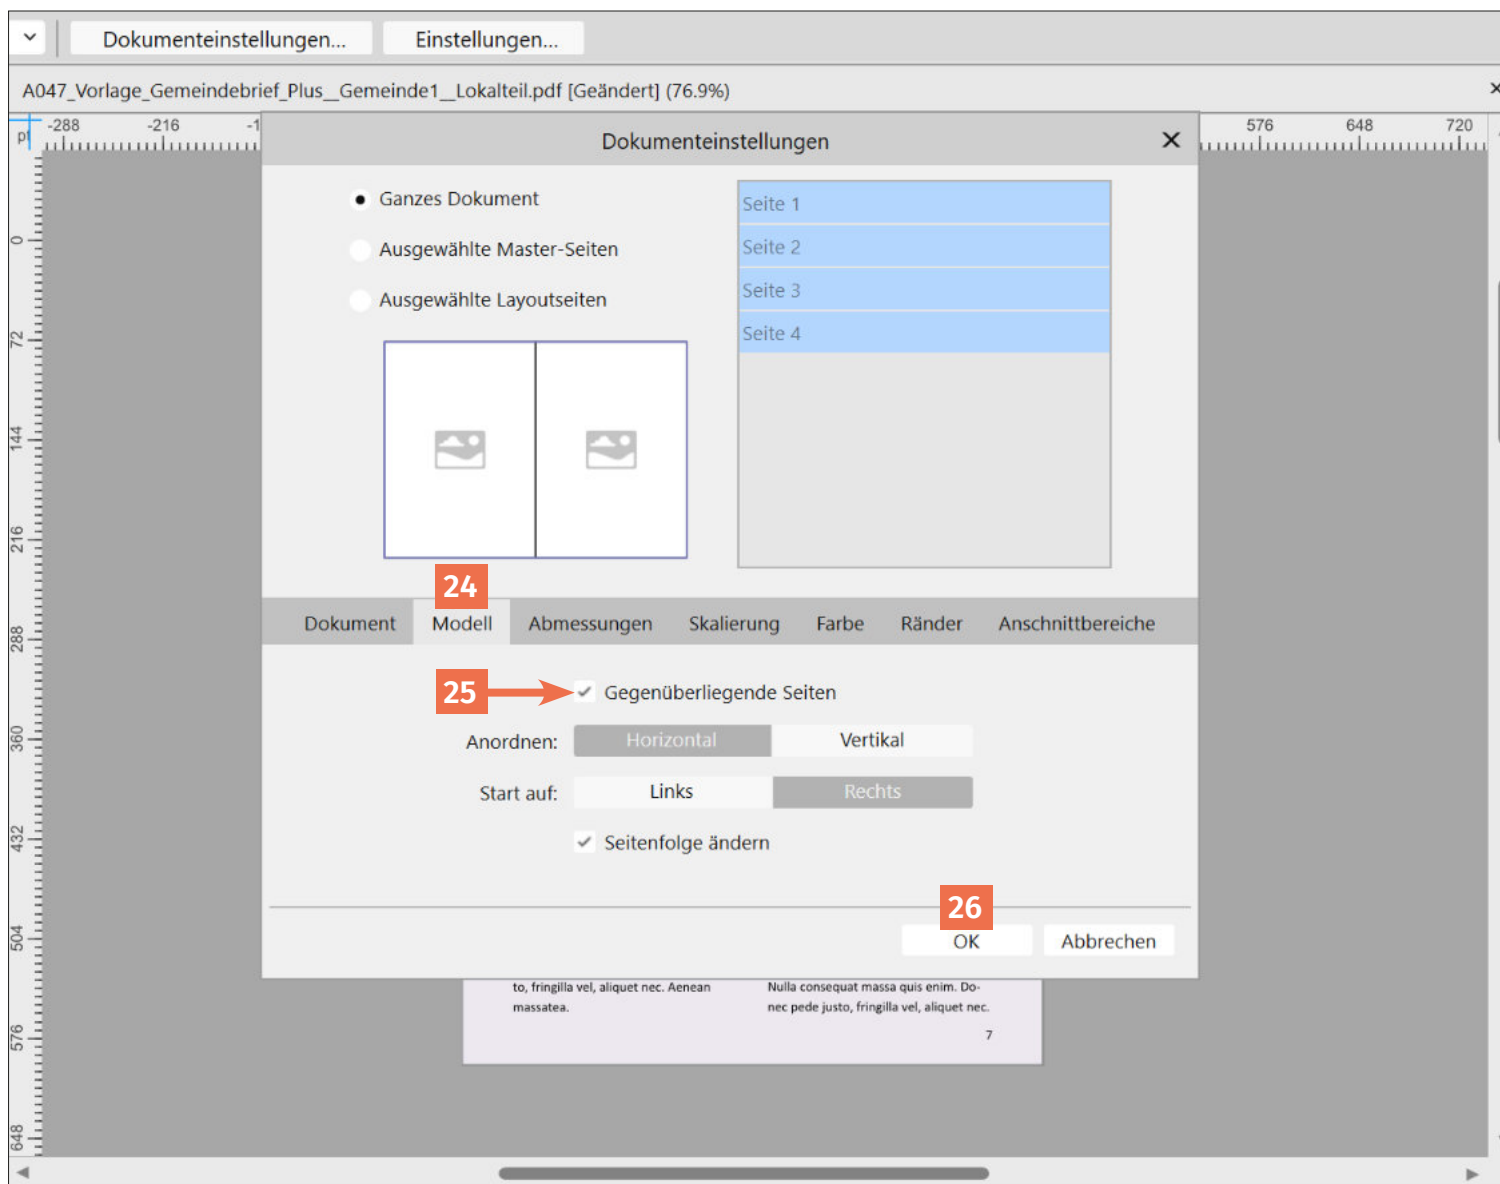 Dokumenteinstellungen... Einstellungen...
A047_Vorlage_Gemeindebrief_Plus__Gemeinde1__Lokalteil.pdf [Geändert] (76.9%)
pt -288 -216 -1 576 648 720
Dokumenteinstellungen
Ganzes Dokument
Ausgewählte Master-Seiten
Ausgewählte Layoutseiten
Seite 1
Seite 2
Seite 3
Seite 4
0
72
144
216
288
360
432
504
576
648
24
Dokument Modell Abmessungen Skalierung Farbe Ränder Anschnittbereiche
25 Gegenüberliegende Seiten
Anordnen: Horizontal Vertikal
Start auf: Links Rechts
Seitenfolge ändern
26
OK Abbrechen
to, fringilla vel, aliquet nec. Aenean
massatea.
Nulla consequat massa quis enim. Do-
nec pede justo, fringilla vel, aliquet nec.
7